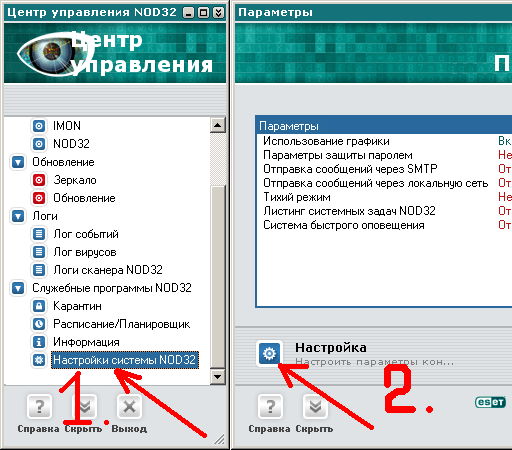 Центр управления NOD32
Центр
управления
IMON
NOD32
Обновление
Зеркало
Обновление
Логи
Лог событий
Лог вирусов
Логи сканера NOD32
Служебные программы NOD32
Карантин
Расписание/Планировщик
Информация
Настройки системы NOD32
1.
Справка Скрыть Выход
Параметры
П
Параметры
Использование графики Вк
Параметры защиты паролем Не
Отправка сообщений через SMTP От
Отправка сообщений через локальную сеть От
Тихий режим Не
Листинг системных задач NOD32 От
Система быстрого оповещения От
Настройка
Настроить параметры кон...
2.
Справка Скрыть
eseT